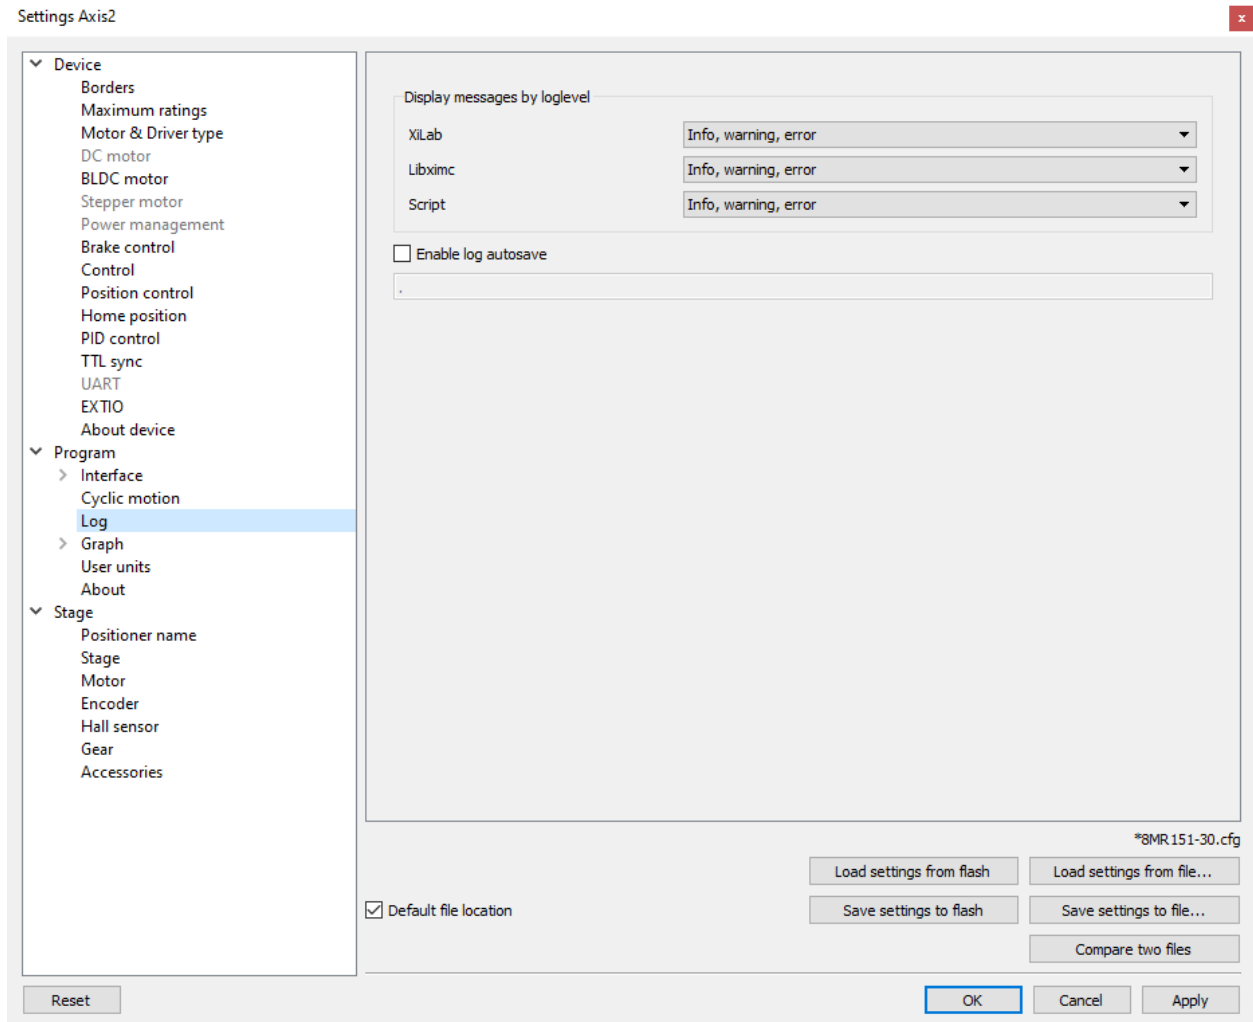 Settings Axis2
x
Device
Borders
Maximum ratings
Motor & Driver type
DC motor
BLDC motor
Stepper motor
Power management
Brake control
Control
Position control
Home position
PID control
TTL sync
UART
EXTIO
About device
Program
Interface
Cyclic motion
Log
Graph
User units
About
Stage
Positioner name
Stage
Motor
Encoder
Hall sensor
Gear
Accessories
Display messages by loglevel
XiLab Info, warning, error
Libximc Info, warning, error
Script Info, warning, error
Enable log autosave
.
*8MR151-30.cfg
Load settings from flash Load settings from file...
Default file location Save settings to flash Save settings to file...
Compare two files
Reset OK Cancel Apply